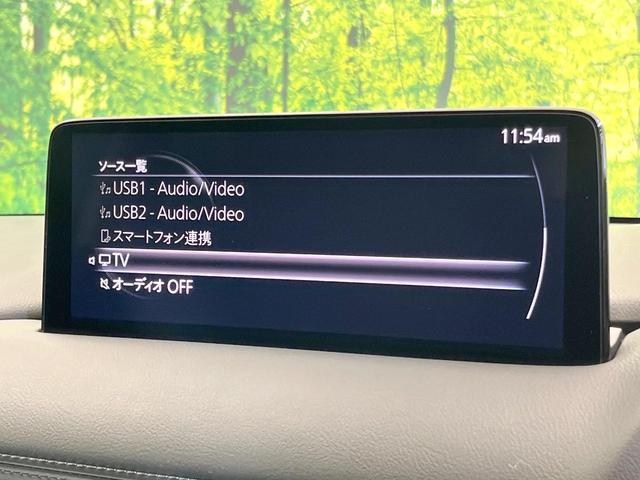 11:54am
ソース一覧
USB1 - Audio/Video
USB2 - Audio/Video
スマートフォン連携
TV
オーディオ OFF